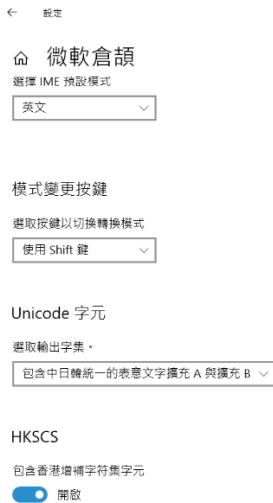 設定
微軟倉頡
選擇 IME 預設模式
英文
模式變更按鍵
選取按鍵以切換轉換模式
使用 Shift 鍵
Unicode 字元
選取輸出字集。
包含中日韓統一的表意文字擴充 A 與擴充 B
HKSCS
包含香港增補字符集字元
開啟